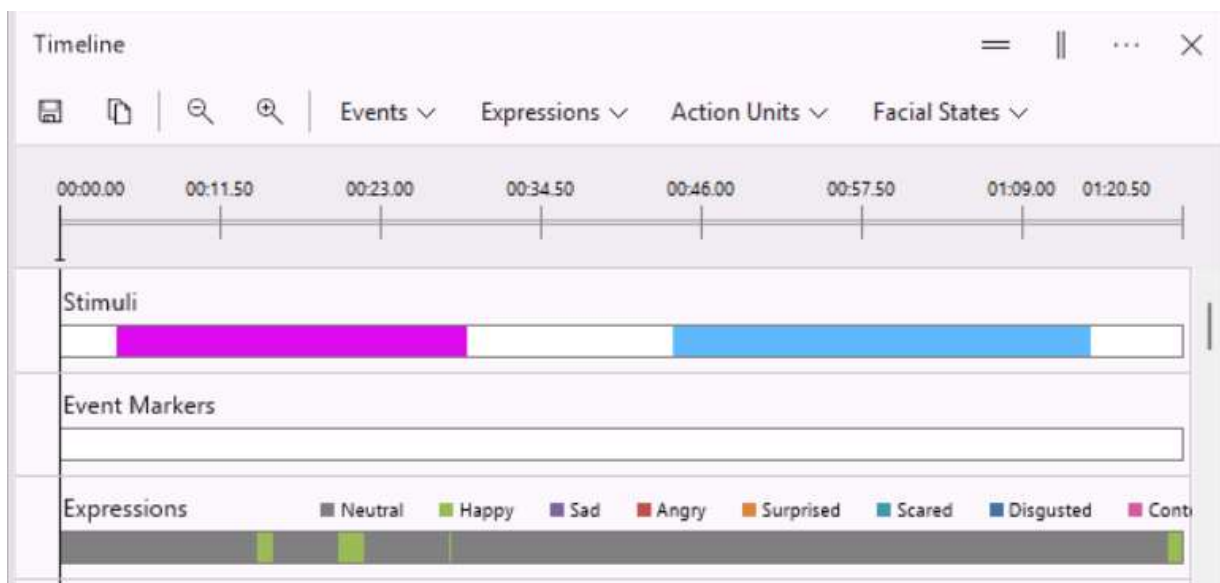 Timeline
Events Expressions Action Units Facial States
00:00.00 00:11.50 00:23.00 00:34.50 00:46.00 00:57.50 01:09.00 01:20.50
Stimuli
Event Markers
Expressions Neutral Happy Sad Angry Surprised Scared Disgusted Cont